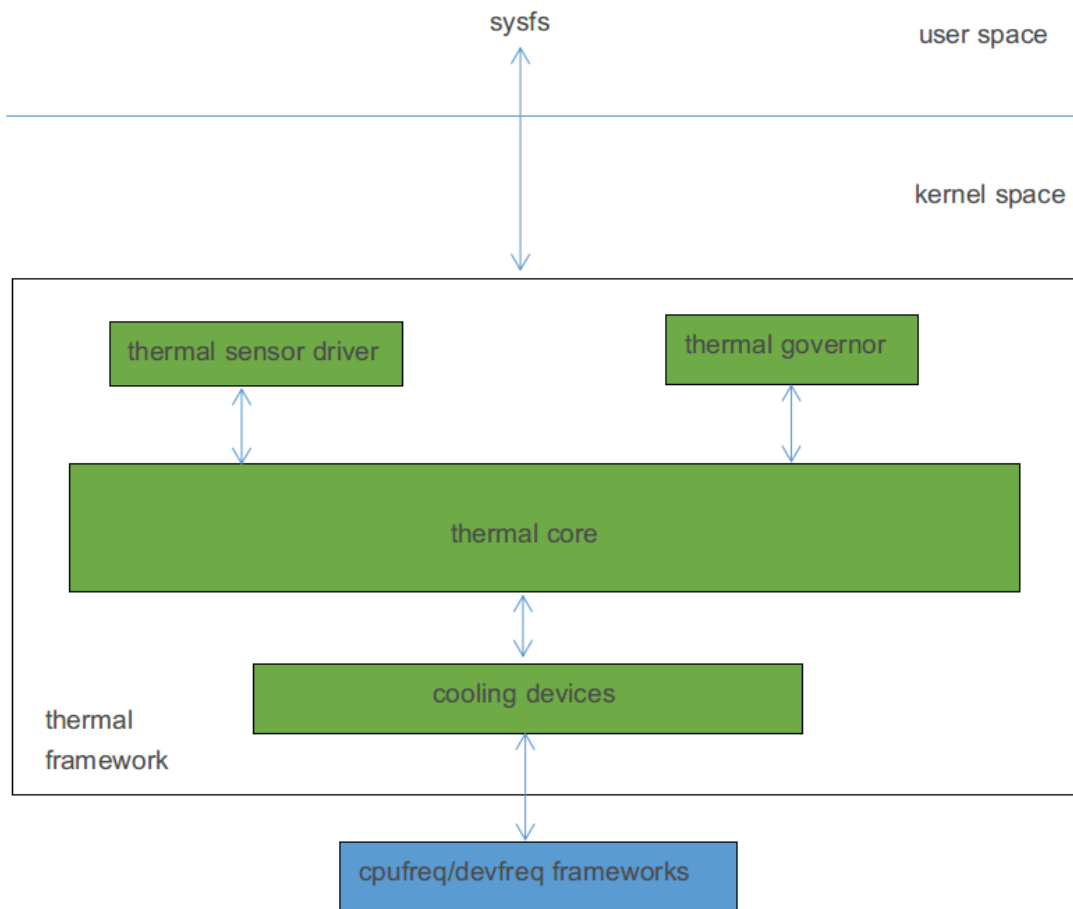 sysfs
user space
kernel space
thermal sensor driver
thermal governor
thermal core
cooling devices
thermal
framework
cpufreq/devfreq frameworks